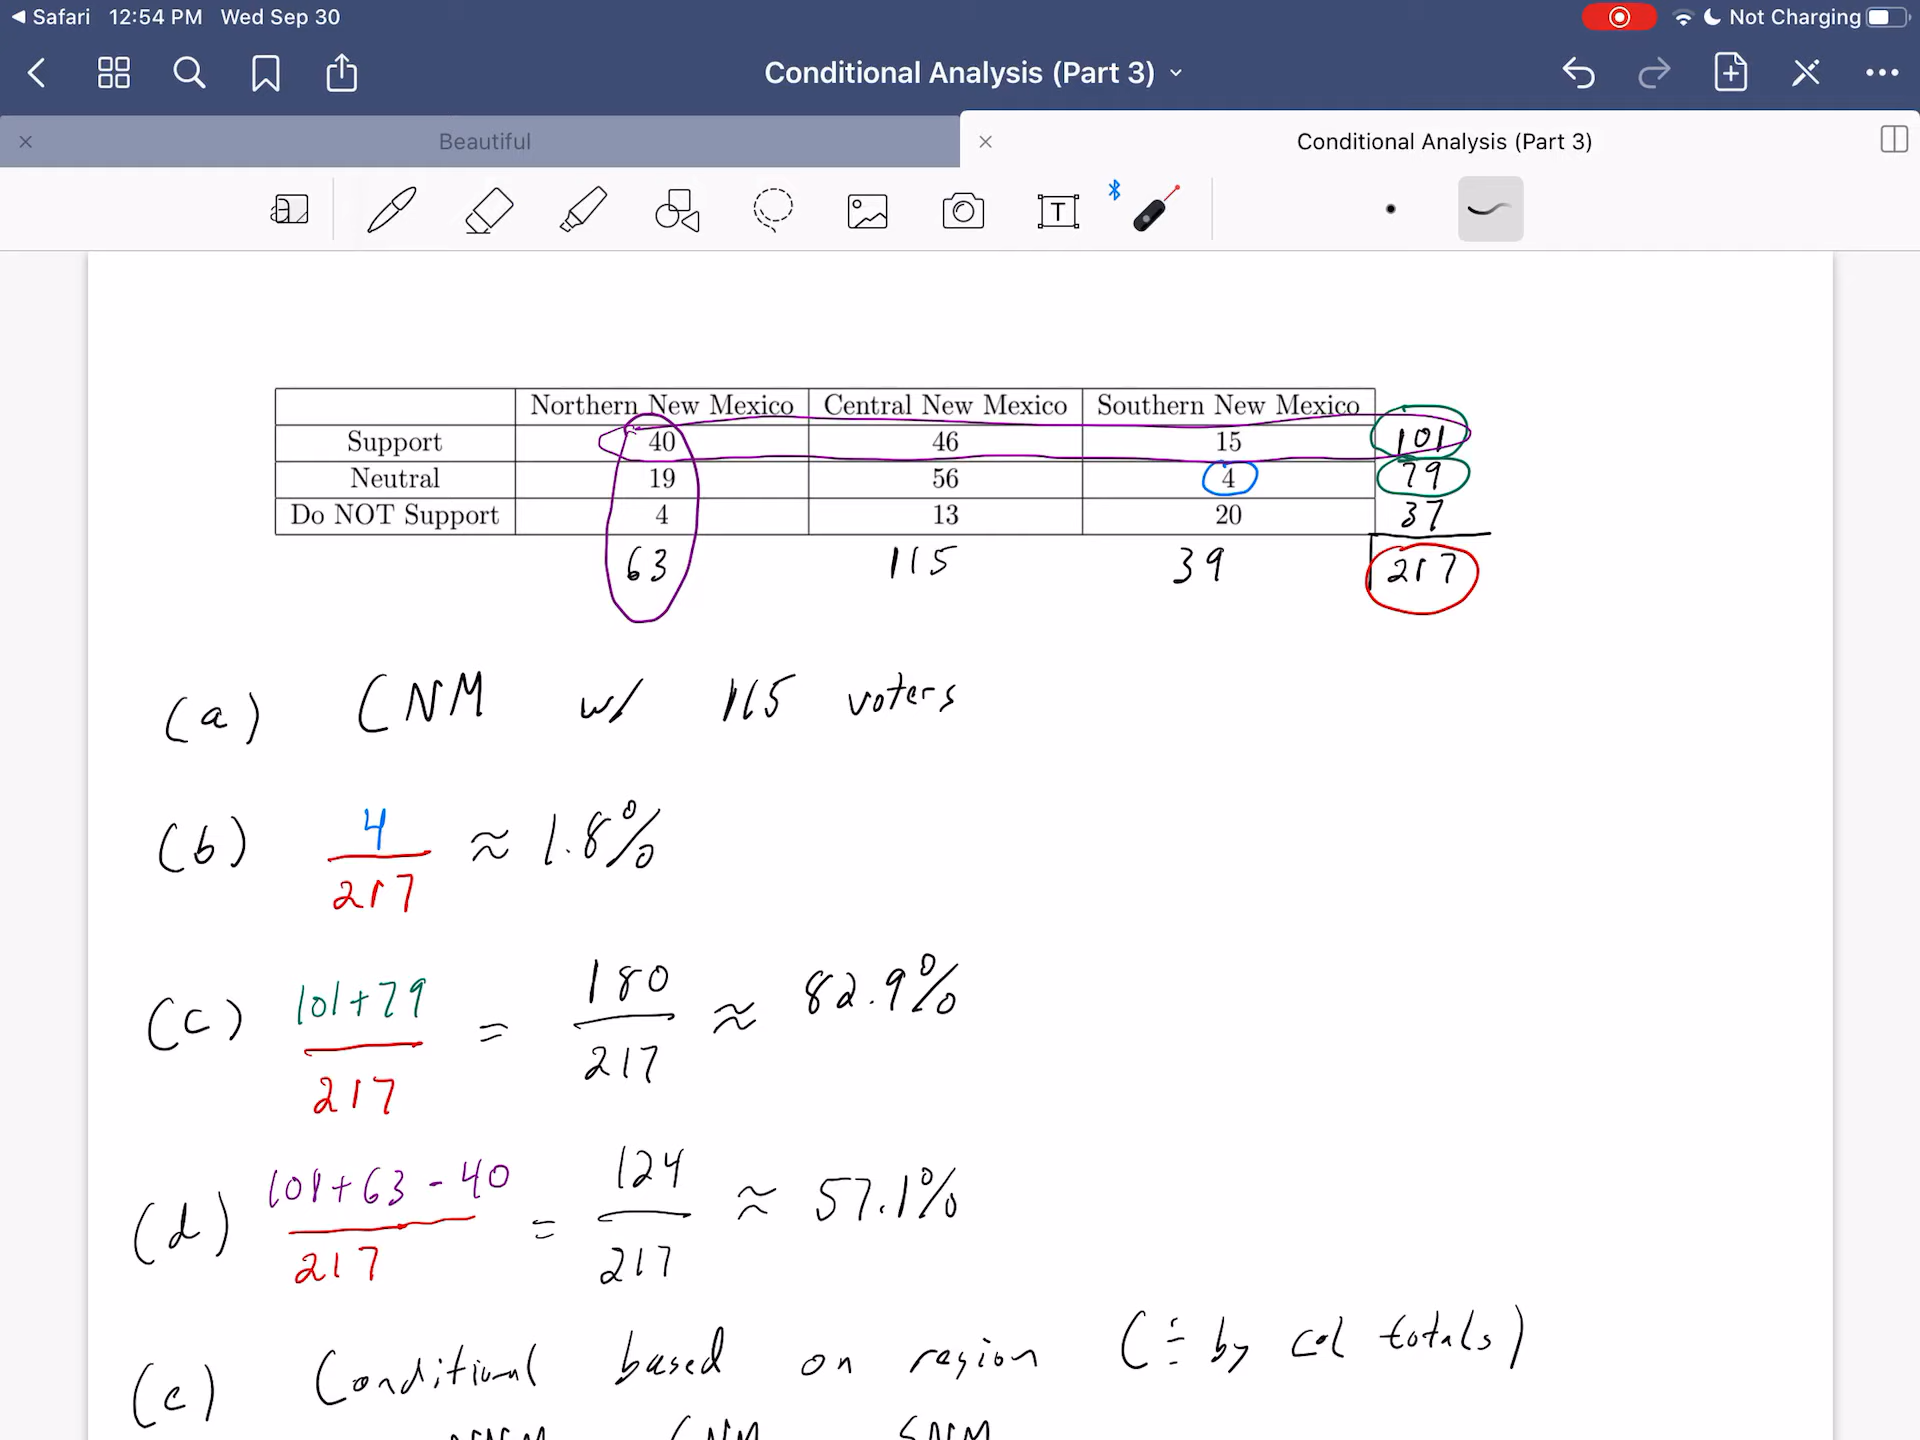 Safari 12:54 PM Wed Sep 30 Not Charging
Conditional Analysis (Part 3)
Beautiful Conditional Analysis (Part 3)
Northern New Mexico Central New Mexico Southern New Mexico
Support 40 46 15 101
Neutral 19 56 4 79
Do NOT Support 4 13 20 37
63 115 39 217
(a) CNM w/ 115 voters
(b) 4/217 ≈ 1.8%
(c) 101+79/217 = 180/217 ≈ 82.9%
(d) 101+63-40/217 = 124/217 ≈ 57.1%
(e) Conditional based on region (÷ by col totals)
NNM CNM SNM